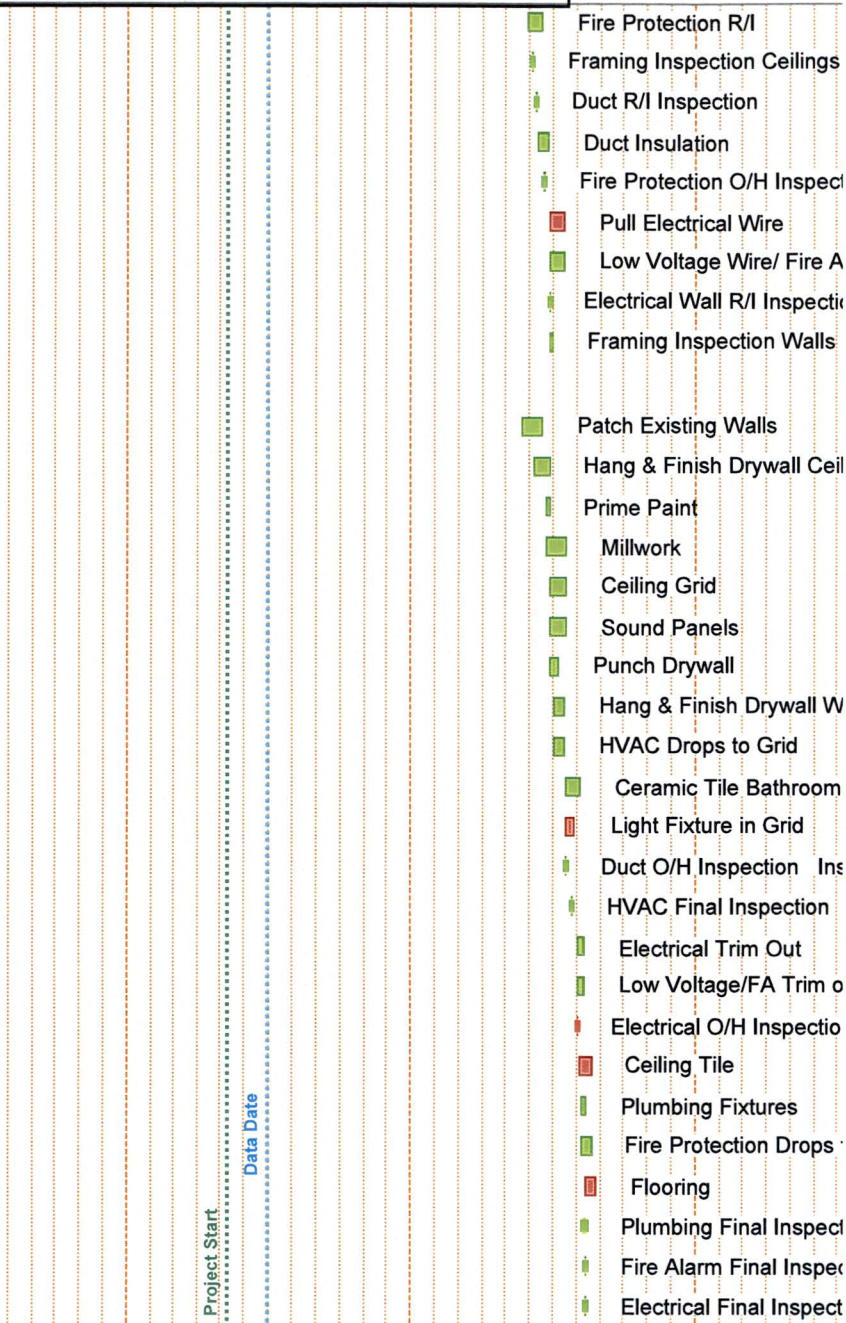 Fire Protection R/I
Framing Inspection Ceilings
Duct R/I Inspection
Duct Insulation
Fire Protection O/H Inspect
Pull Electrical Wire
Low Voltage Wire/ Fire A
Electrical Wall R/I Inspectio
Framing Inspection Walls
Patch Existing Walls
Hang & Finish Drywall Ceil
Prime Paint
Millwork
Ceiling Grid
Sound Panels
Punch Drywall
Hang & Finish Drywall W
HVAC Drops to Grid
Ceramic Tile Bathroom
Light Fixture in Grid
Duct O/H Inspection Ins
HVAC Final Inspection
Electrical Trim Out
Low Voltage/FA Trim o
Electrical O/H Inspectio
Ceiling Tile
Plumbing Fixtures
Fire Protection Drops
Flooring
Plumbing Final Inspect
Fire Alarm Final Inspec
Electrical Final Inspect
Project Start
Data Date